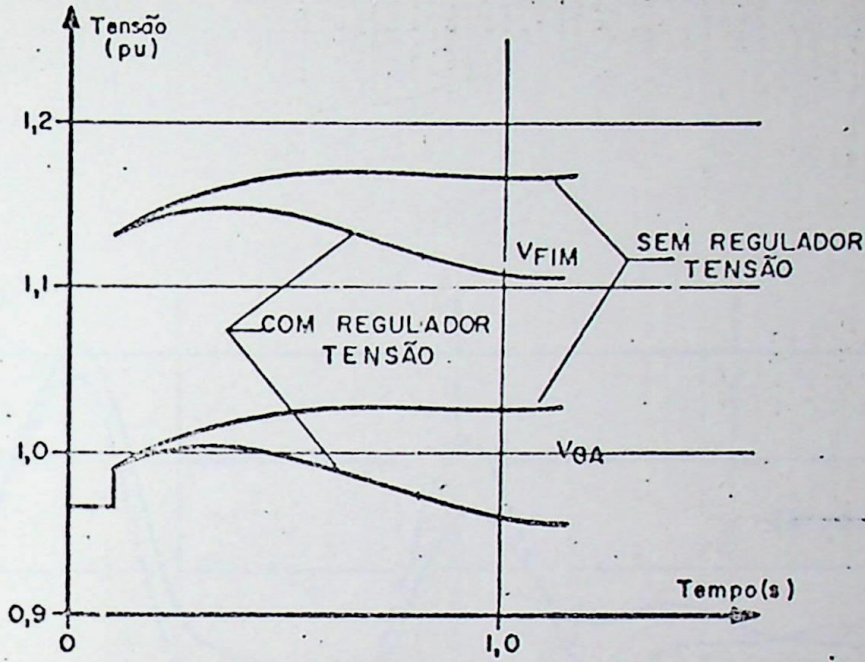 Tensão
(pu)
1,2
1,1
1,0
0,9
0
1,0
Tempo(s)
VFIM
SEM REGULADOR
TENSÃO
COM REGULADOR
TENSÃO
VθA